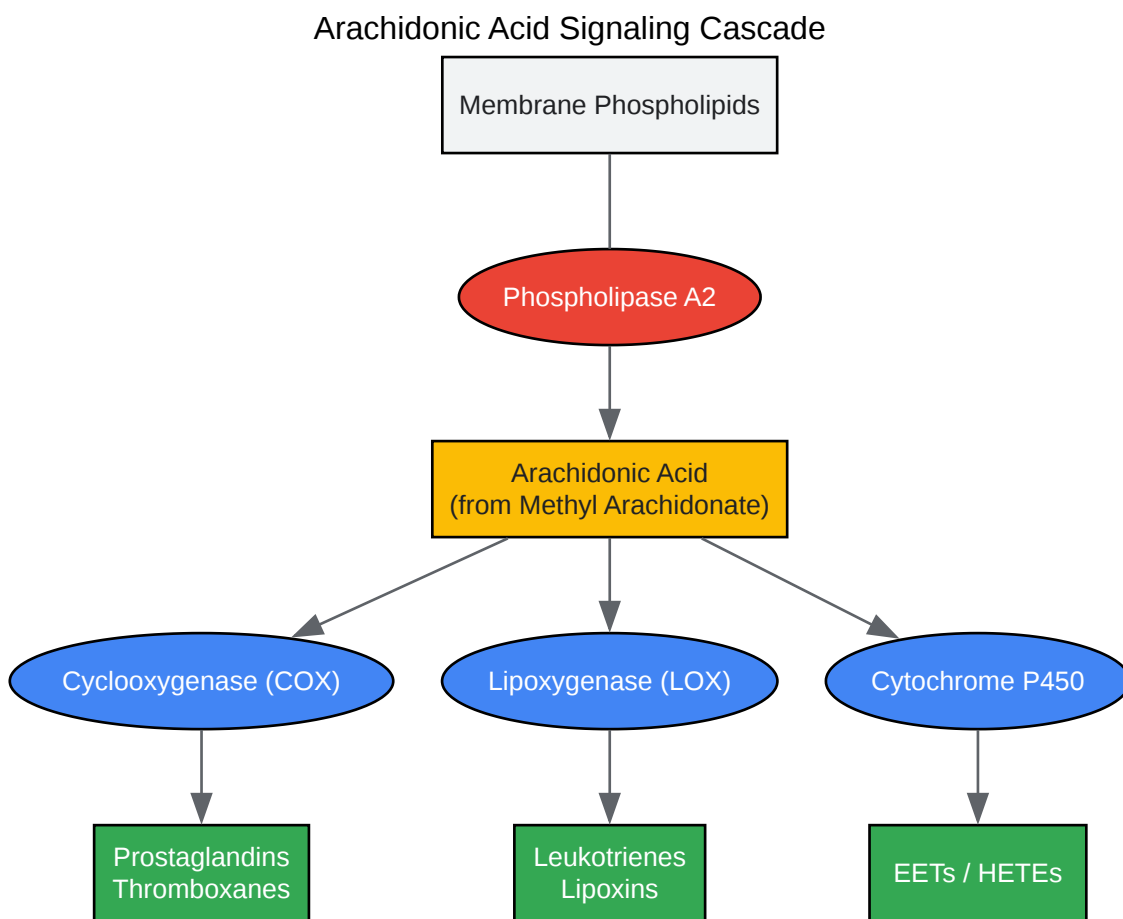 Arachidonic Acid Signaling Cascade
Membrane Phospholipids
Phospholipase A2
Arachidonic Acid
(from Methyl Arachidonate)
Cyclooxygenase (COX)
Lipoxygenase (LOX)
Cytochrome P450
Prostaglandins
Thromboxanes
Leukotrienes
Lipoxins
EETs / HETEs